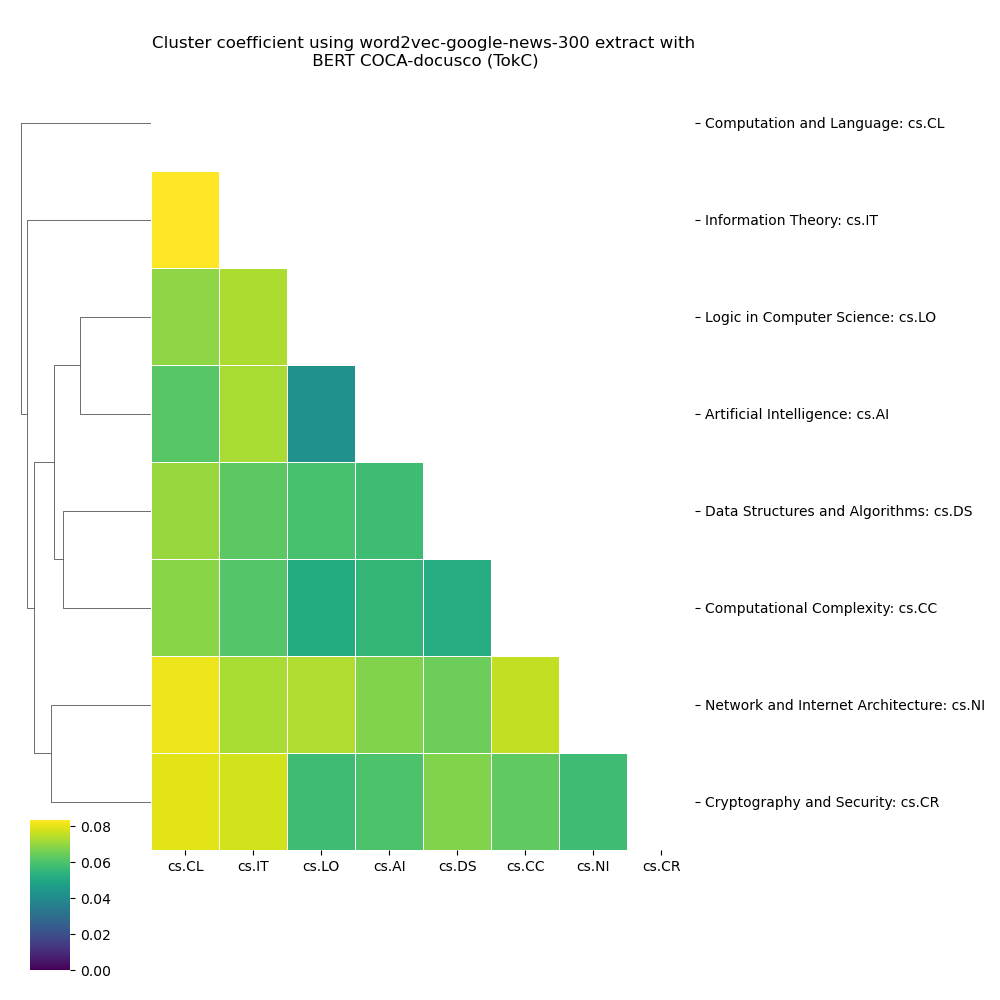 Cluster coefficient using word2vec-google-news-300 extract with
BERT COCA-docusco (TokC)
Computation and Language: cs.CL
Information Theory: cs.IT
Logic in Computer Science: cs.LO
Artificial Intelligence: cs.AI
Data Structures and Algorithms: cs.DS
Computational Complexity: cs.CC
Network and Internet Architecture: cs.NI
Cryptography and Security: cs.CR
cs.CL cs.IT cs.LO cs.AI cs.DS cs.CC cs.NI cs.CR
0.08
0.06
0.04
0.02
0.00